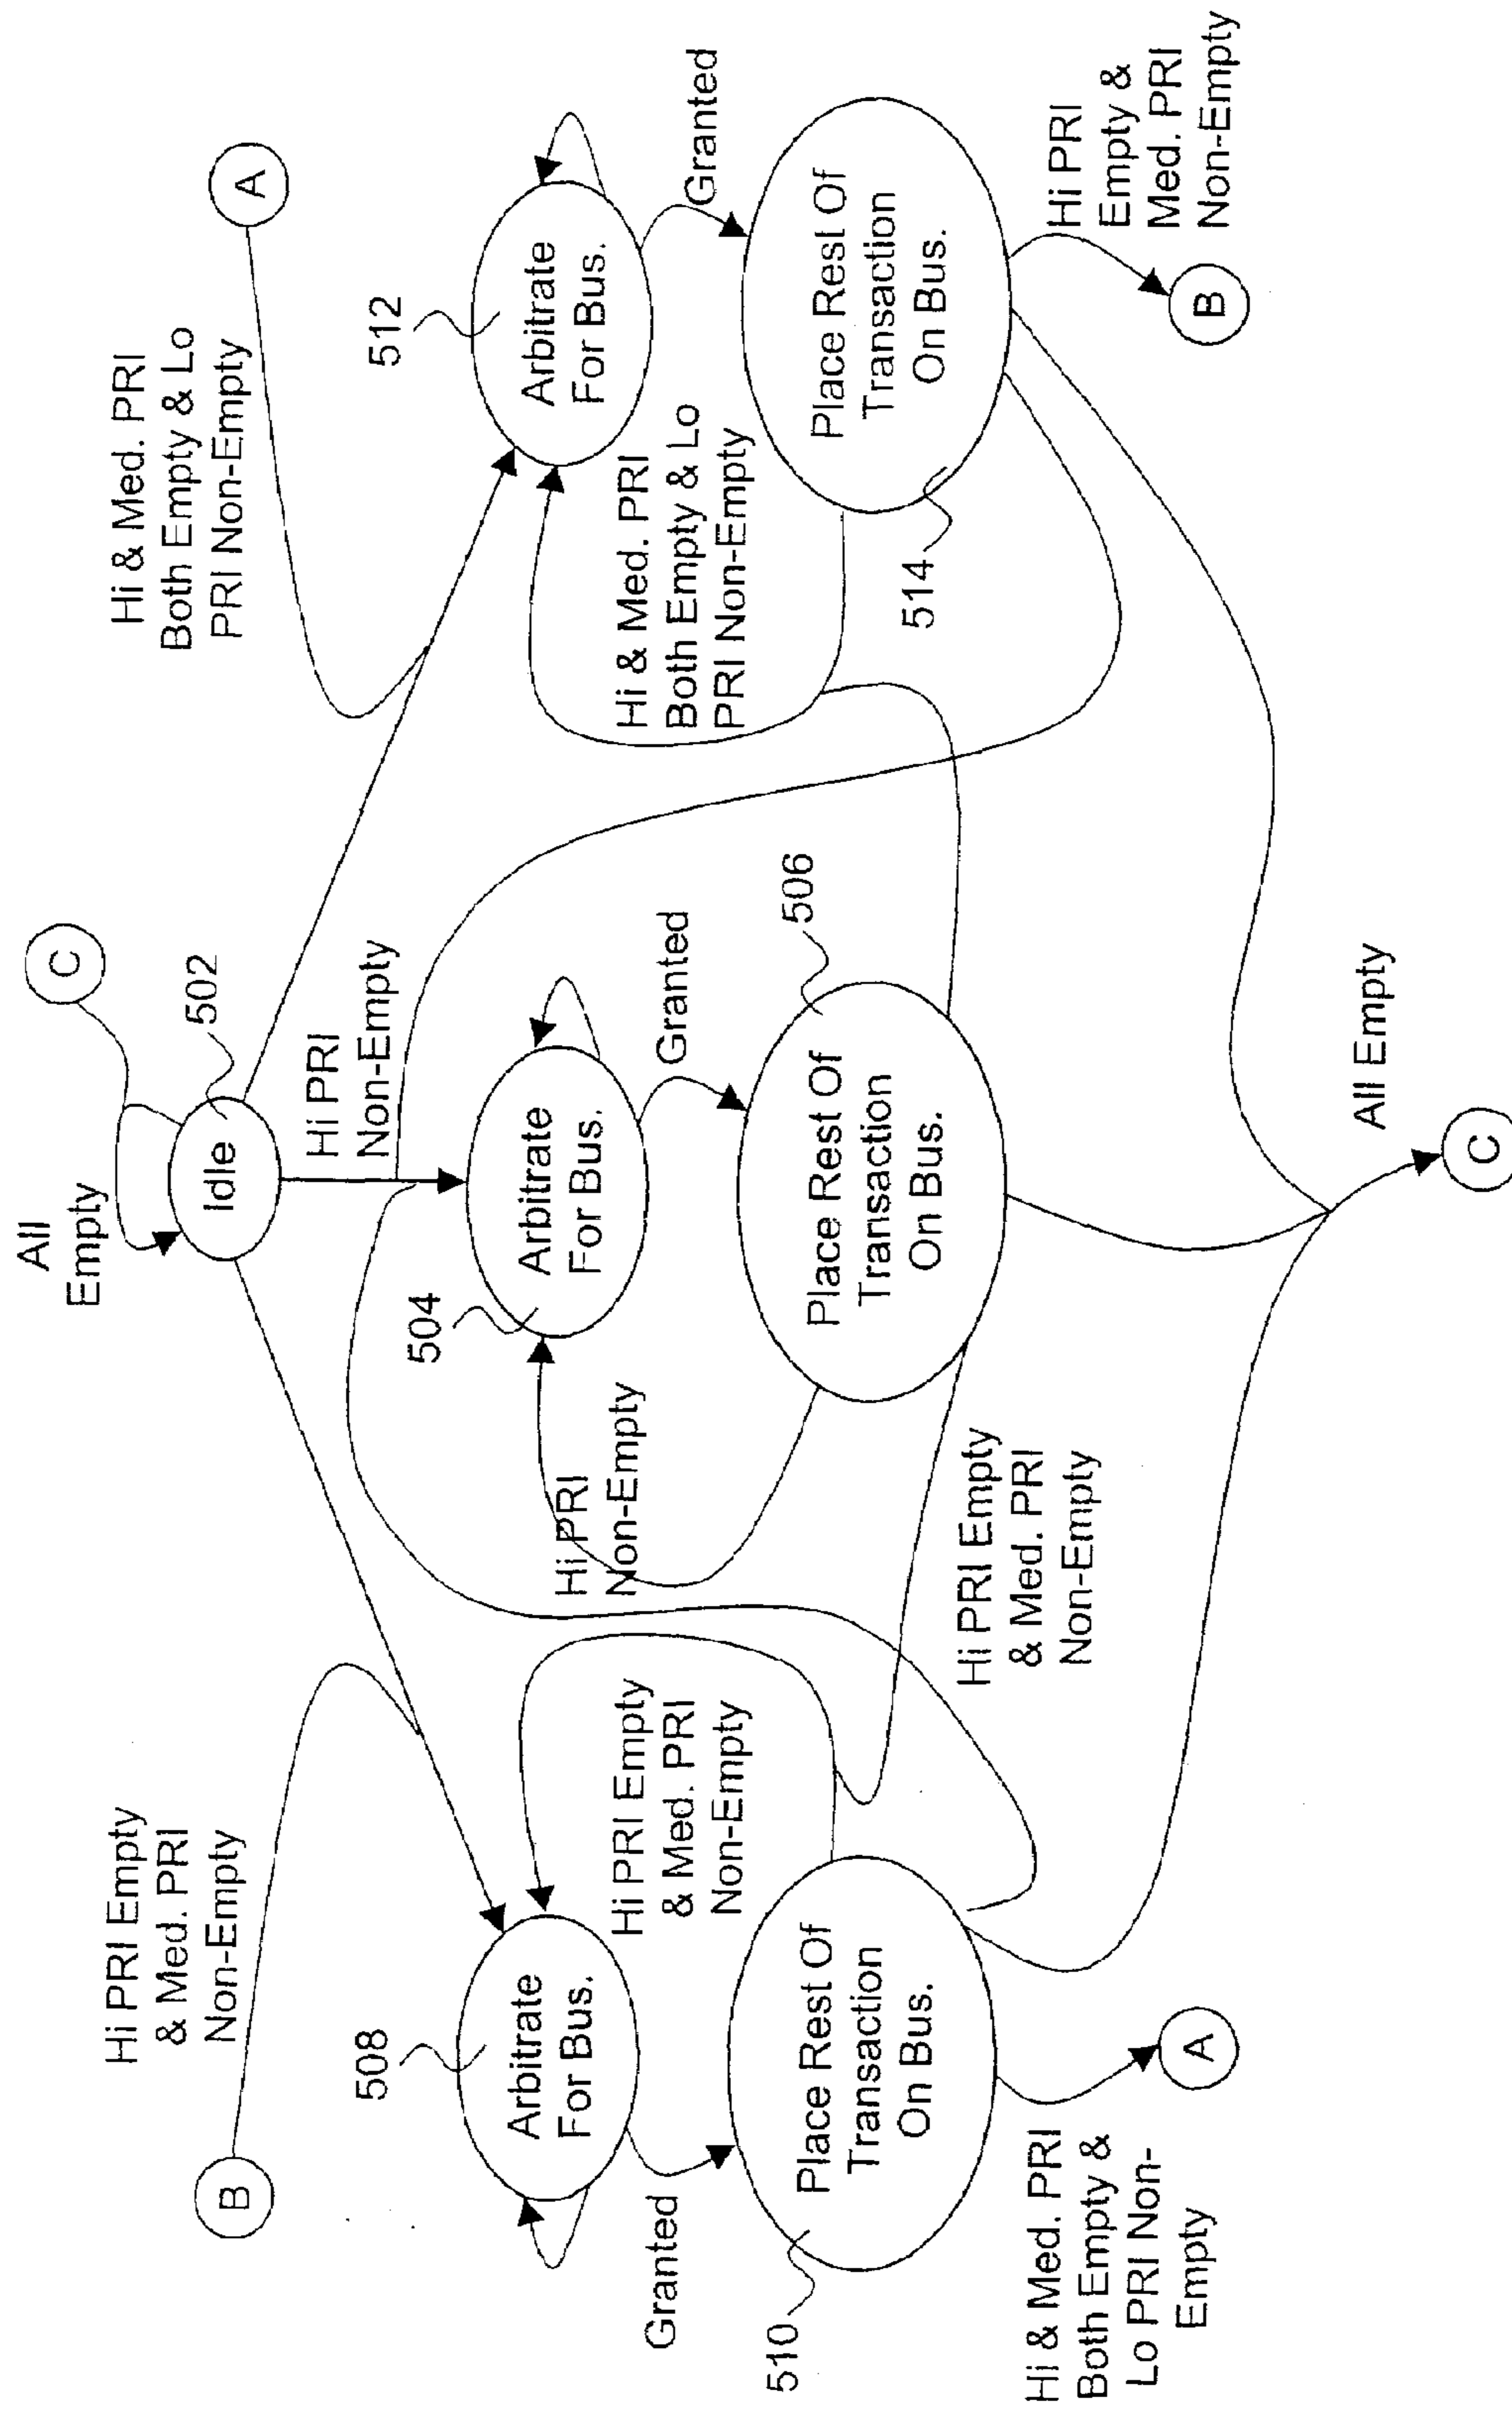 All
Empty
C
502
Idle
B
Hi PRI Empty
& Med. PRI
Non-Empty
Hi PRI
Non-Empty
Hi & Med. PRI
Both Empty & Lo
PRI Non-Empty
A
508
Arbitrate
For Bus.
504
Arbitrate
For Bus.
512
Arbitrate
For Bus.
Hi PRI Empty
& Med. PRI
Non-Empty
Hi PRI
Non-Empty
Hi & Med. PRI
Both Empty & Lo
PRI Non-Empty
Granted
Granted
Granted
510
Place Rest Of
Transaction
On Bus.
506
Place Rest Of
Transaction
On Bus.
514
Place Rest Of
Transaction
On Bus.
Hi & Med. PRI
Both Empty &
Lo PRI Non-
Empty
A
Hi PRI Empty
& Med. PRI
Non-Empty
Hi PRI
Empty &
Med. PRI
Non-Empty
B
All Empty
C